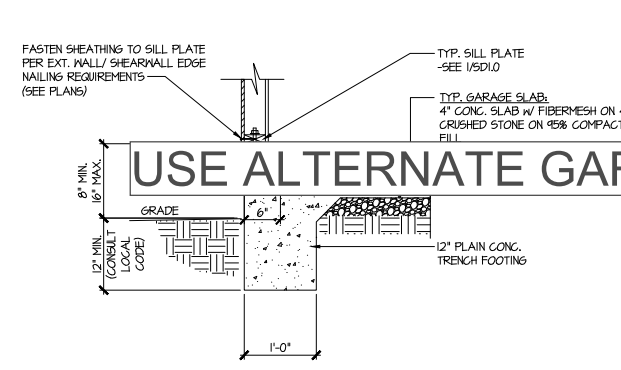 FASTEN SHEATHING TO SILL PLATE
PER EXT. WALL/ SHEARWALL EDGE
NAILING REQUIREMENTS
(SEE PLANS)
TYP. SILL PLATE
-SEE 1/SD1.0
TYP. GARAGE SLAB:
4" CONC. SLAB W/ FIBERMESH ON
CRUSHED STONE ON 95% COMPACT
FILL
USE ALTERNATE GAR
8" MIN.
16" MAX.
GRADE
6"
12" MIN.
(CONSULT
LOCAL
CODE)
12" PLAIN CONC.
TRENCH FOOTING
1'-0"